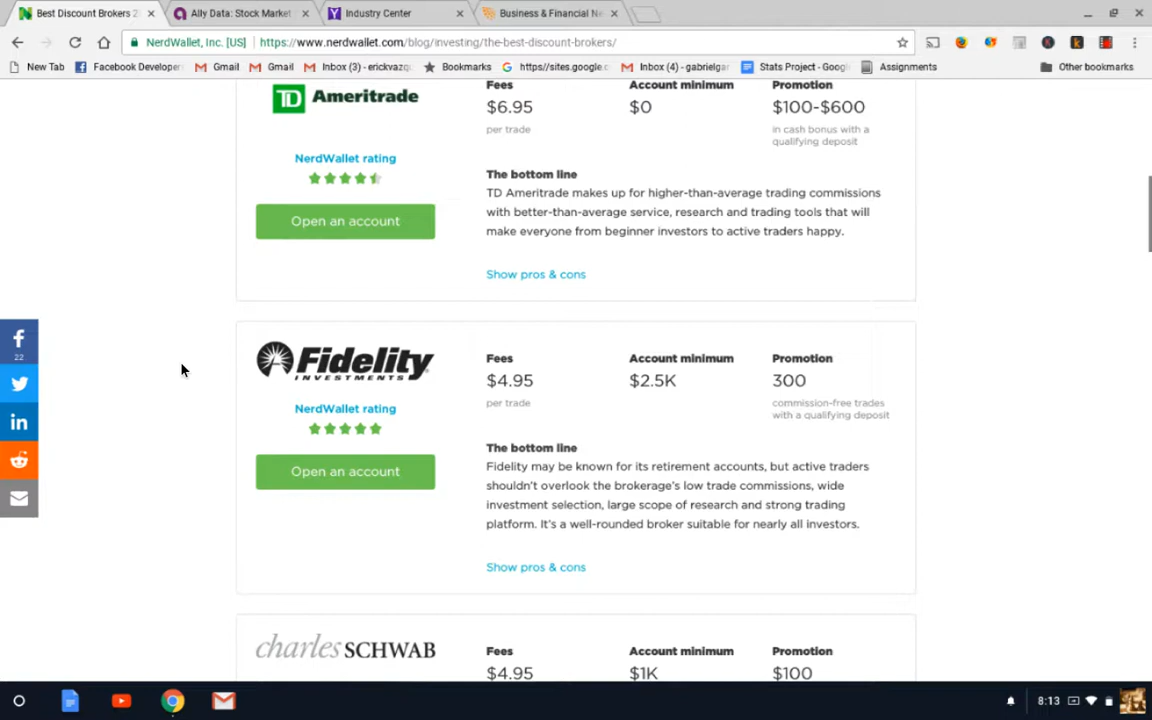 Best Discount Brokers 2
Ally Data: Stock Market
Industry Center
Business & Financial Ne
NerdWallet, Inc. [US]
https://www.nerdwallet.com/blog/investing/the-best-discount-brokers/
New Tab
Facebook Developer
Gmail
Gmail
Inbox (3) - erickvazq
Bookmarks
https//sites.google.c
Inbox (4) - gabrielgar
Stats Project - Goog
Assignments
Other bookmarks
TD Ameritrade
Fees
Account minimum
Promotion
$6.95
$0
$100-$600
per trade
in cash bonus with a
qualifying deposit
NerdWallet rating
Open an account
The bottom line
TD Ameritrade makes up for higher-than-average trading commissions
with better-than-average service, research and trading tools that will
make everyone from beginner investors to active traders happy.
Show pros & cons
22
Fidelity
INVESTMENTS
Fees
Account minimum
Promotion
$4.95
$2.5K
300
per trade
commission-free trades
with a qualifying deposit
NerdWallet rating
Open an account
The bottom line
Fidelity may be known for its retirement accounts, but active traders
shouldn't overlook the brokerage's low trade commissions, wide
investment selection, large scope of research and strong trading
platform. It's a well-rounded broker suitable for nearly all investors.
Show pros & cons
charles SCHWAB
Fees
Account minimum
Promotion
$4.95
$1K
$100
8:13